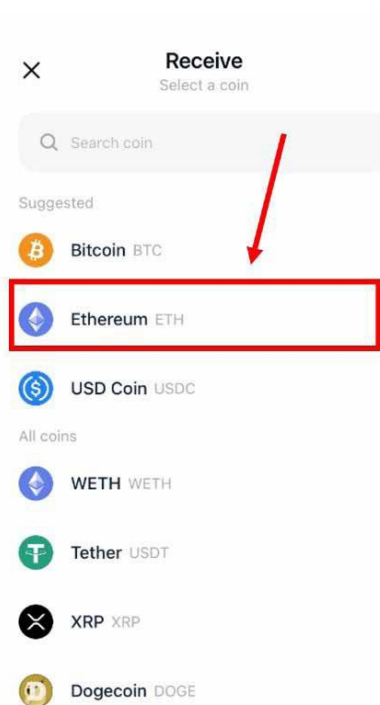 Receive
Select a coin
Search coin
Suggested
Bitcoin BTC
Ethereum ETH
USD Coin USDC
All coins
WETH WETH
Tether USDT
XRP XRP
Dogecoin DOGE